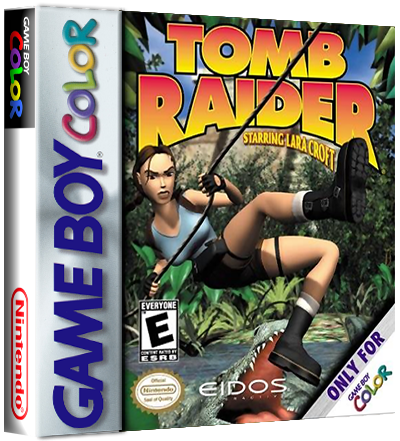 GAME BOY
COLOR
Nintendo
GAME BOY COLOR
TOMB
RAIDER
STARRING LARA CROFT
EVERYONE
E
CONTENT RATED BY
ESRB
Official
Nintendo
Seal of Quality
EIDOS
ONLY FOR
GAME BOY
COLOR